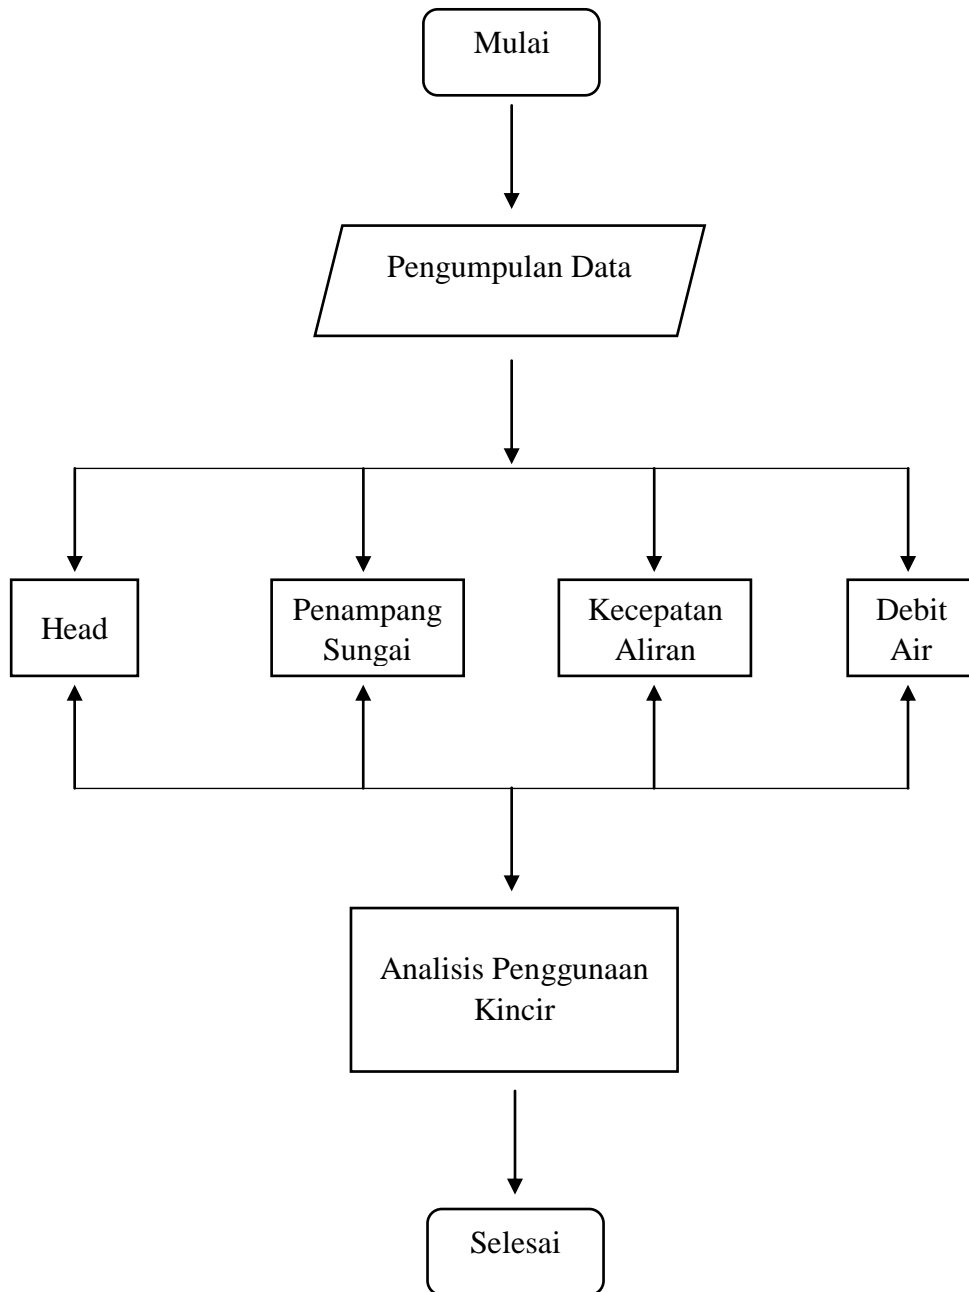 Mulai
Pengumpulan Data
Head
Penampang
Sungai
Kecepatan
Aliran
Debit
Air
Analisis Penggunaan
Kincir
Selesai